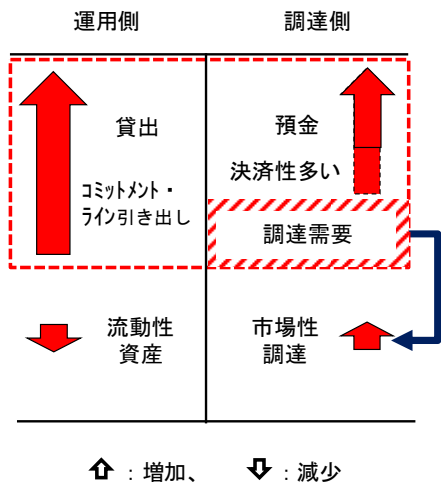 運用側
調達側
貸出
コミットメント・
ライン引き出し
預金
決済性多い
調達需要
流動性
資産
市場性
調達
⇧：増加、 ⇩：減少